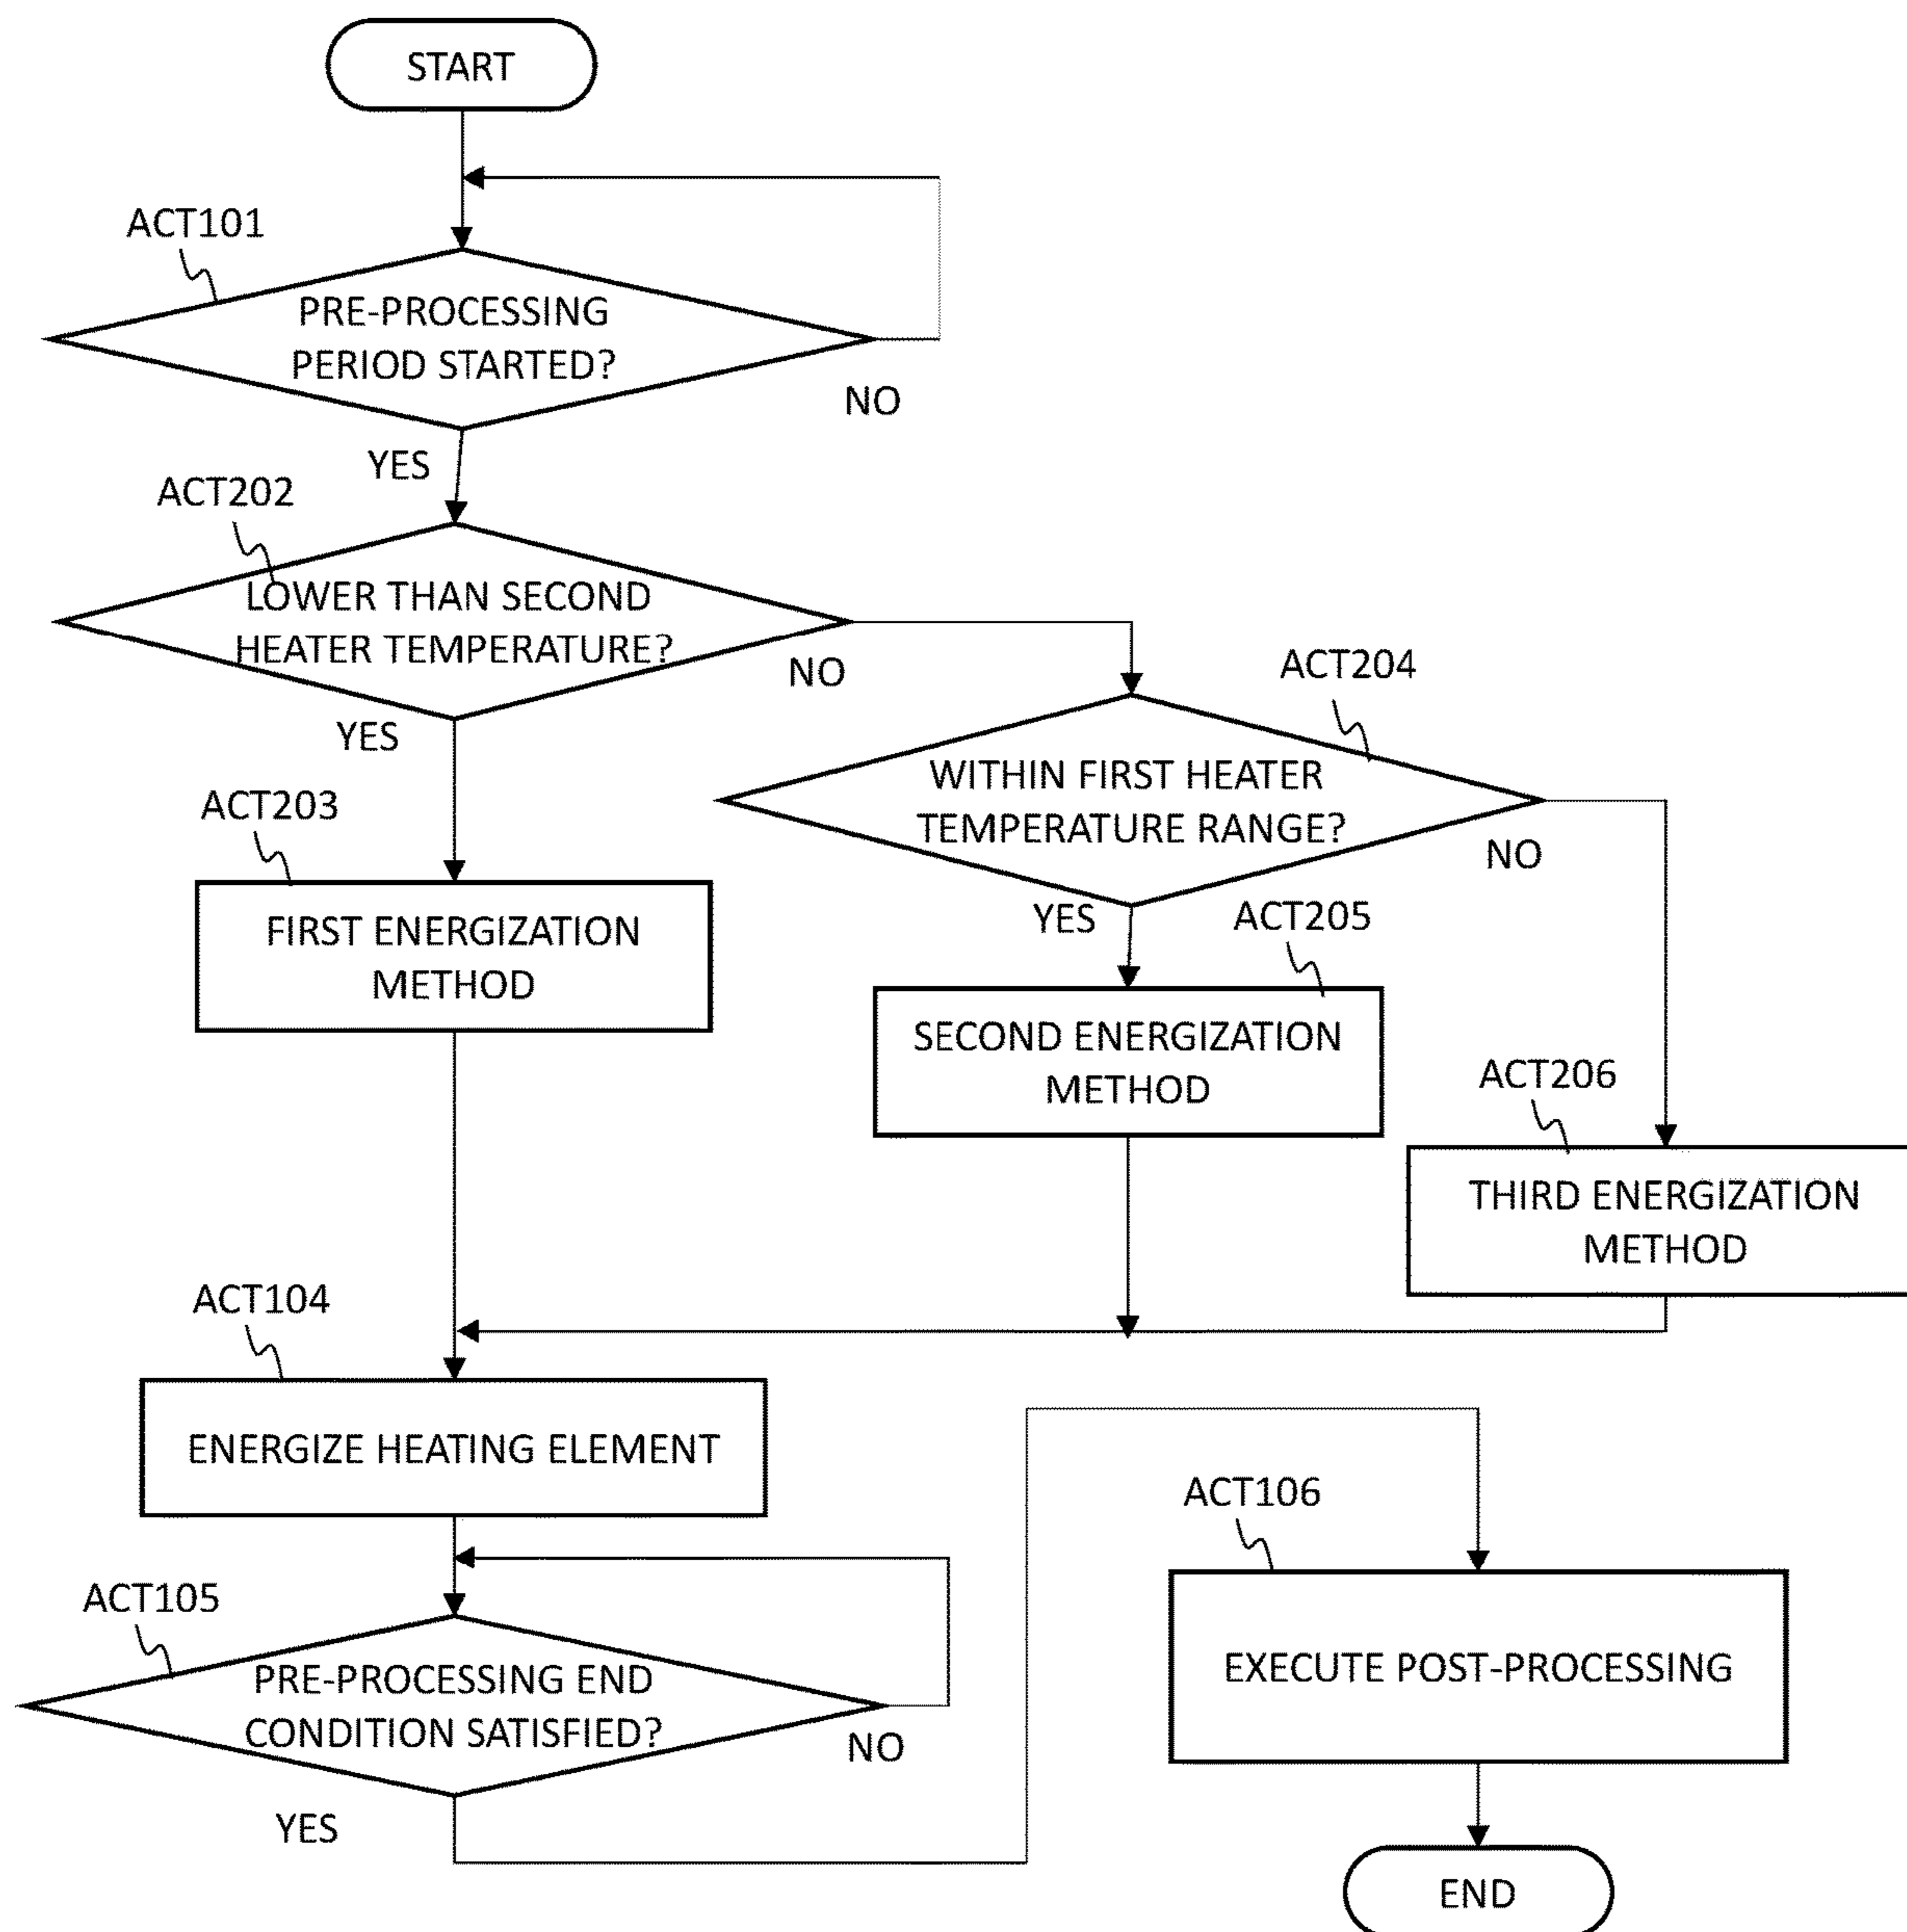 START
ACT101
PRE-PROCESSING
PERIOD STARTED?
NO
YES
ACT202
LOWER THAN SECOND
HEATER TEMPERATURE?
NO
YES
ACT204
WITHIN FIRST HEATER
TEMPERATURE RANGE?
NO
YES
ACT203
FIRST ENERGIZATION
METHOD
ACT205
SECOND ENERGIZATION
METHOD
ACT206
THIRD ENERGIZATION
METHOD
ACT104
ENERGIZE HEATING ELEMENT
ACT105
PRE-PROCESSING END
CONDITION SATISFIED?
NO
YES
ACT106
EXECUTE POST-PROCESSING
END